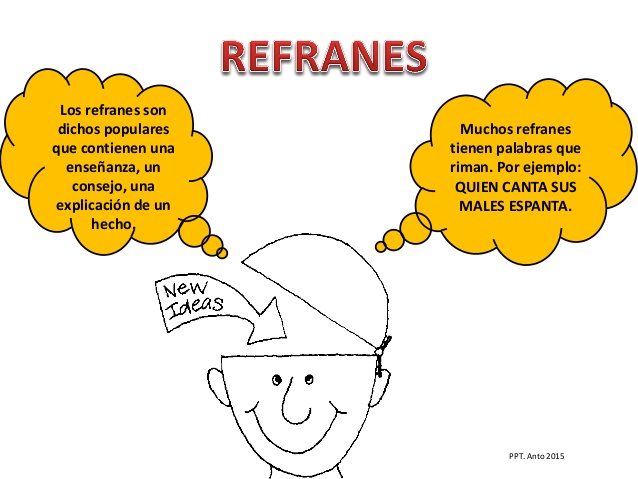 REFRANES
Los refranes son
dichos populares
que contienen una
enseñanza, un
consejo, una
explicación de un
hecho.
Muchos refranes
tienen palabras que
riman. Por ejemplo:
QUIEN CANTA SUS
MALES ESPANTA.
New
Ideas
PPT. Anto 2015